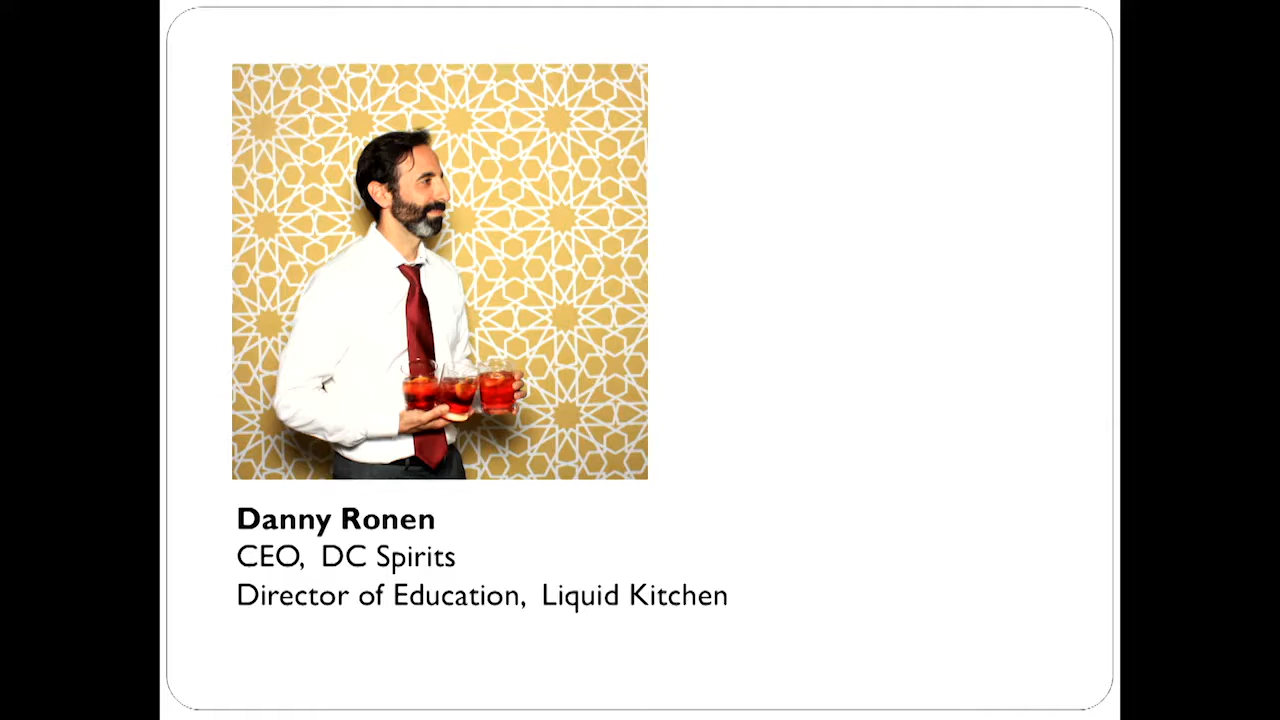 Danny Ronen
CEO, DC Spirits
Director of Education, Liquid Kitchen